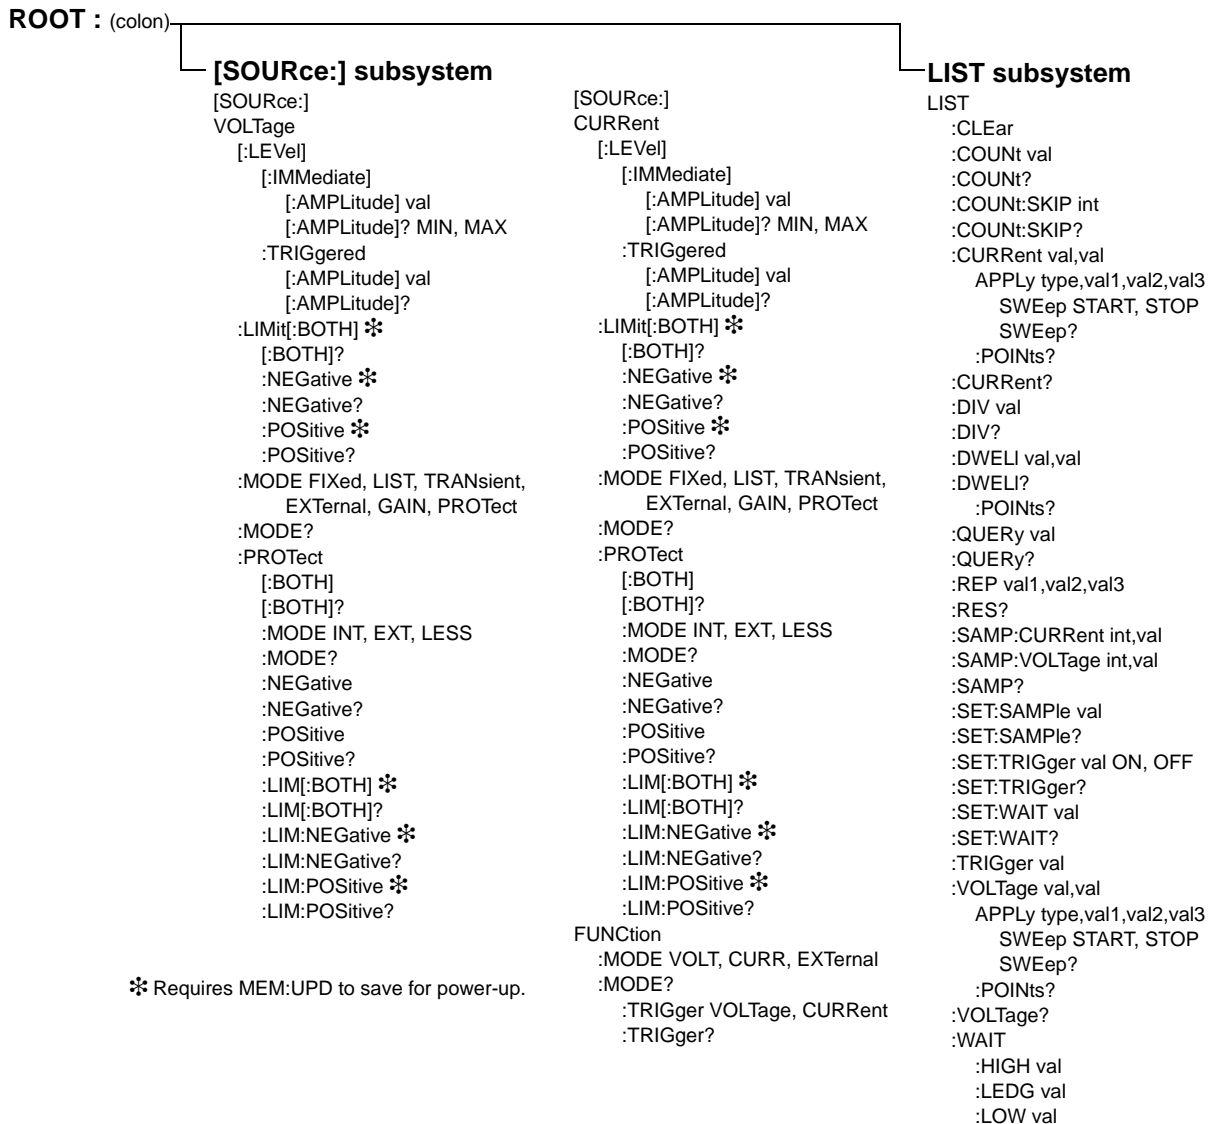 ROOT : (colon)
[SOURce:] subsystem
[SOURce:]
VOLTage
[:LEVel]
[:IMMediate]
[:AMPLitude] val
[:AMPLitude]? MIN, MAX
:TRIGgered
[:AMPLitude] val
[:AMPLitude]?
:LIMit[:BOTH] ✻
[:BOTH]?
:NEGative ✻
:NEGative?
:POSitive ✻
:POSitive?
:MODE FIXed, LIST, TRANsient,
EXTernal, GAIN, PROTect
:MODE?
:PROTect
[:BOTH]
[:BOTH]?
:MODE INT, EXT, LESS
:MODE?
:NEGative
:NEGative?
:POSitive
:POSitive?
:LIM[:BOTH] ✻
:LIM[:BOTH]?
:LIM:NEGative ✻
:LIM:NEGative?
:LIM:POSitive ✻
:LIM:POSitive?
✻ Requires MEM:UPD to save for power-up.
[SOURce:]
CURRent
[:LEVel]
[:IMMediate]
[:AMPLitude] val
[:AMPLitude]? MIN, MAX
:TRIGgered
[:AMPLitude] val
[:AMPLitude]?
:LIMit[:BOTH] ✻
[:BOTH]?
:NEGative ✻
:NEGative?
:POSitive ✻
:POSitive?
:MODE FIXed, LIST, TRANsient,
EXTernal, GAIN, PROTect
:MODE?
:PROTect
[:BOTH]
[:BOTH]?
:MODE INT, EXT, LESS
:MODE?
:NEGative
:NEGative?
:POSitive
:POSitive?
:LIM[:BOTH] ✻
:LIM[:BOTH]?
:LIM:NEGative ✻
:LIM:NEGative?
:LIM:POSitive ✻
:LIM:POSitive?
FUNCtion
:MODE VOLT, CURR, EXTernal
:MODE?
:TRIGger VOLTage, CURRent
:TRIGger?
LIST subsystem
LIST
:CLEar
:COUNt val
:COUNt?
:COUNt:SKIP int
:COUNt:SKIP?
:CURRent val,val
APPLy type,val1,val2,val3
SWEep START, STOP
SWEep?
:POINts?
:CURRent?
:DIV val
:DIV?
:DWELl val,val
:DWELl?
:POINts?
:QUERy val
:QUERy?
:REP val1,val2,val3
:RES?
:SAMP:CURRent int,val
:SAMP:VOLTage int,val
:SAMP?
:SET:SAMPle val
:SET:SAMPle?
:SET:TRIGger val ON, OFF
:SET:TRIGger?
:SET:WAIT val
:SET:WAIT?
:TRIGger val
:VOLTage val,val
APPLy type,val1,val2,val3
SWEep START, STOP
SWEep?
:POINts?
:VOLTage?
:WAIT
:HIGH val
:LEDG val
:LOW val